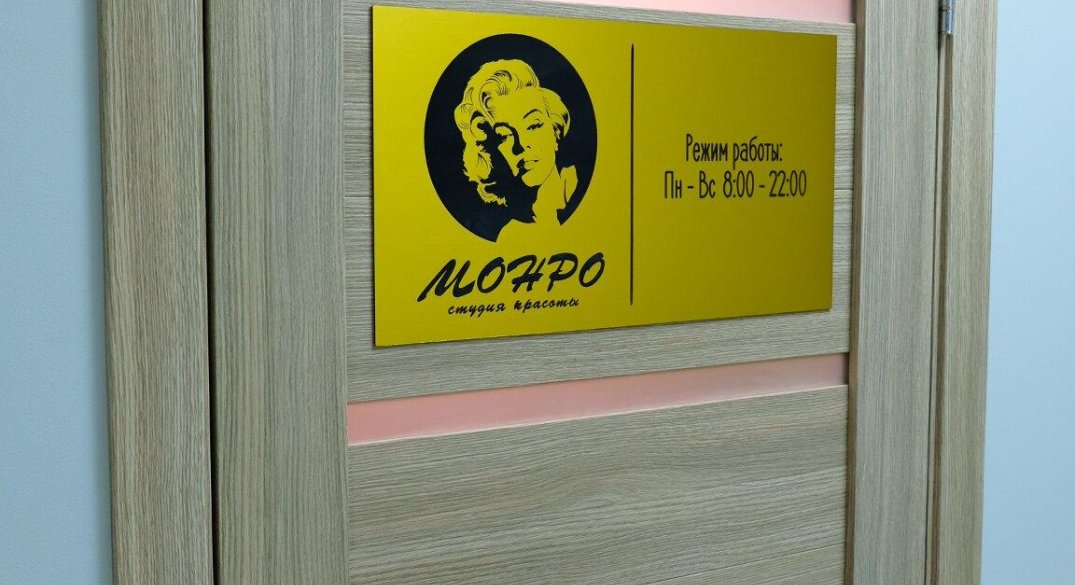 МОНРО
студия красоты
Режим работы:
Пн - Вс 8:00 - 22:00